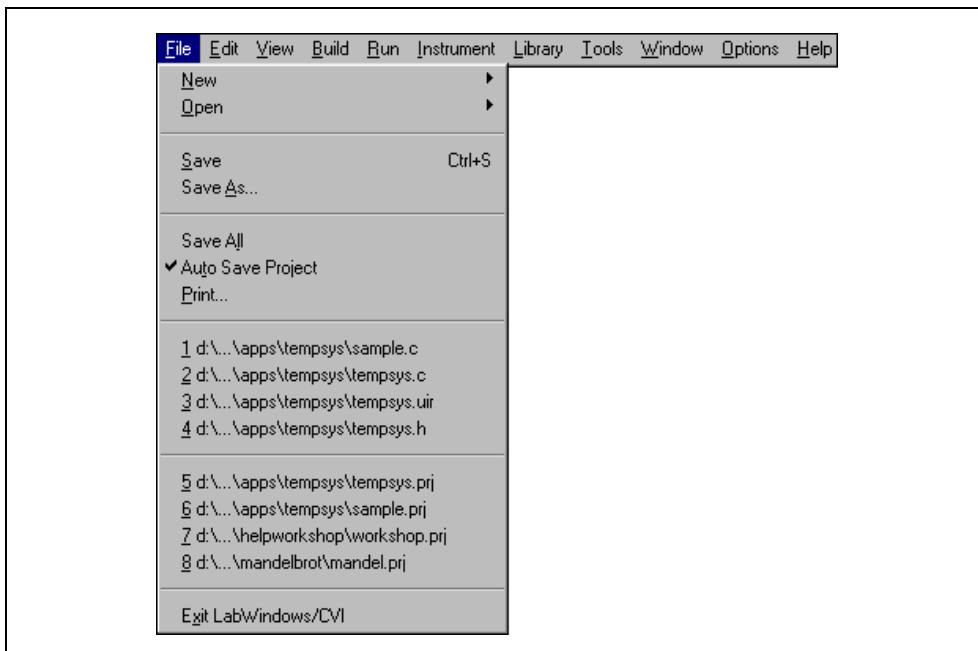 File Edit View Build Run Instrument Library Tools Window Options Help
New
Open
Save Ctrl+S
Save As...
Save All
Auto Save Project
Print...
1 d:\...\apps\tempsys\sample.c
2 d:\...\apps\tempsys\tempsys.c
3 d:\...\apps\tempsys\tempsys.uir
4 d:\...\apps\tempsys\tempsys.h
5 d:\...\apps\tempsys\tempsys.prj
6 d:\...\apps\tempsys\sample.prj
7 d:\...\helpworkshop\workshop.prj
8 d:\...\mandelbrot\mandel.prj
Exit LabWindows/CVI